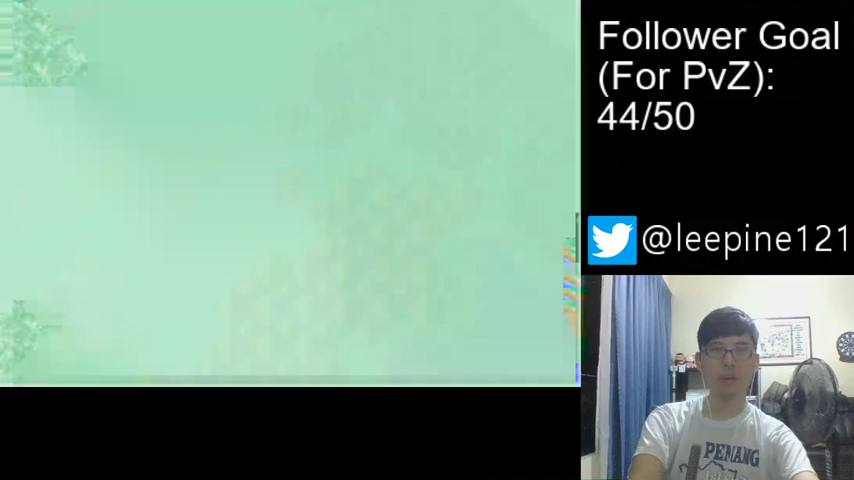 Follower Goal
(For PvZ):
44/50
@leepine121
PENANG